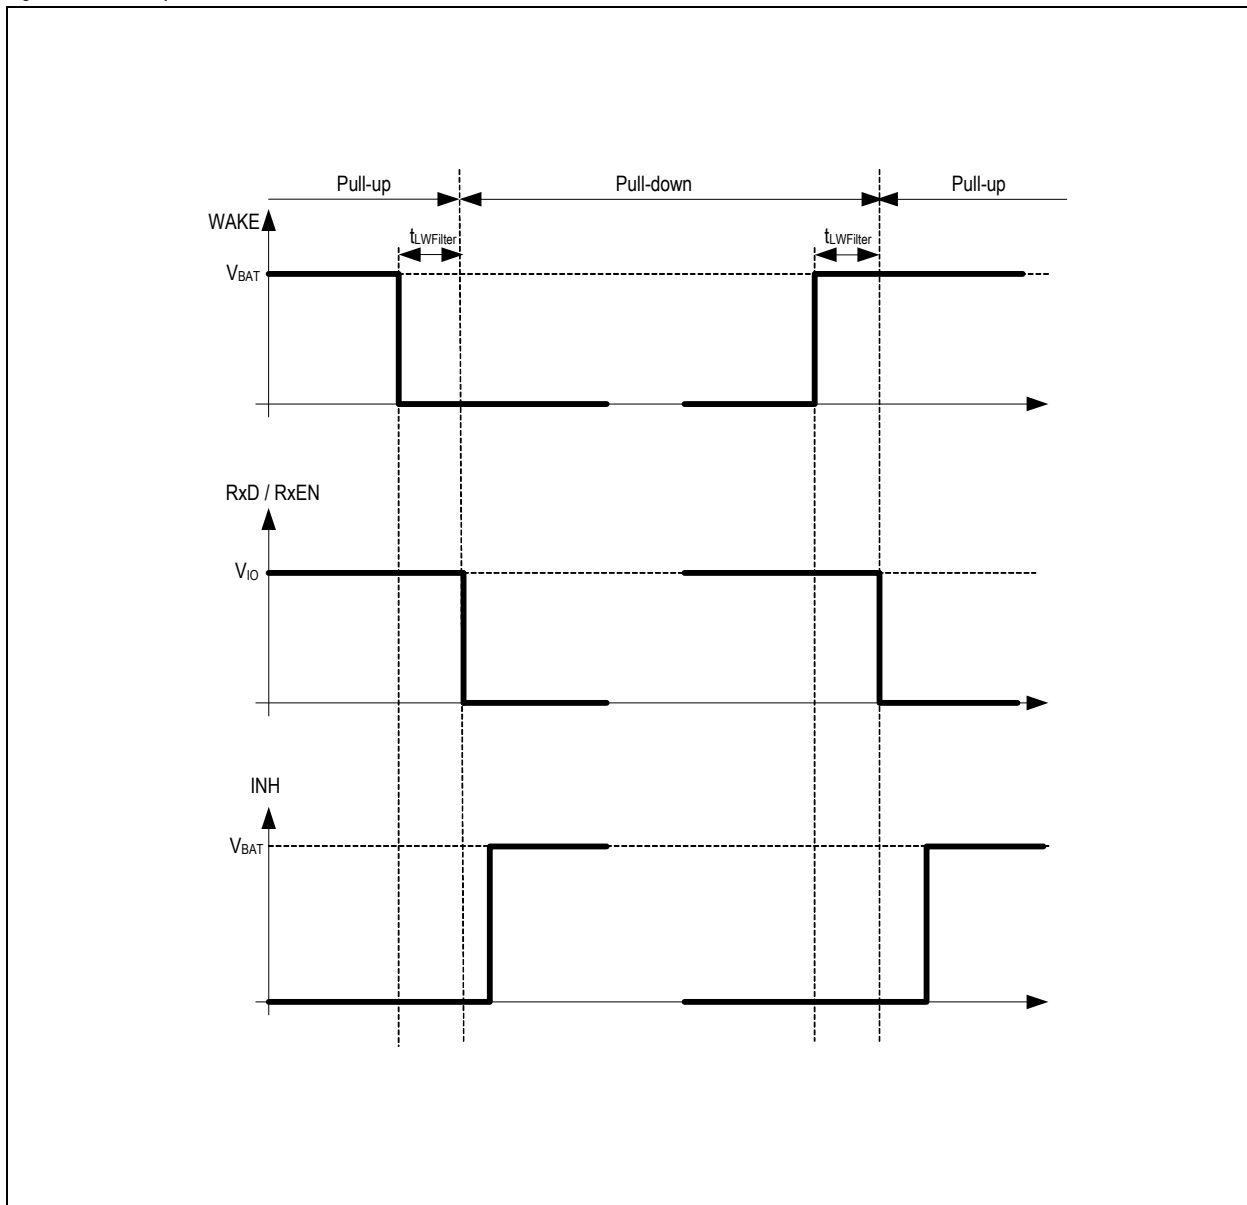 Pull-up
Pull-down
Pull-up
WAKE
tLWFilter
tLWFilter
VBAT
RxD / RxEN
VIO
INH
VBAT